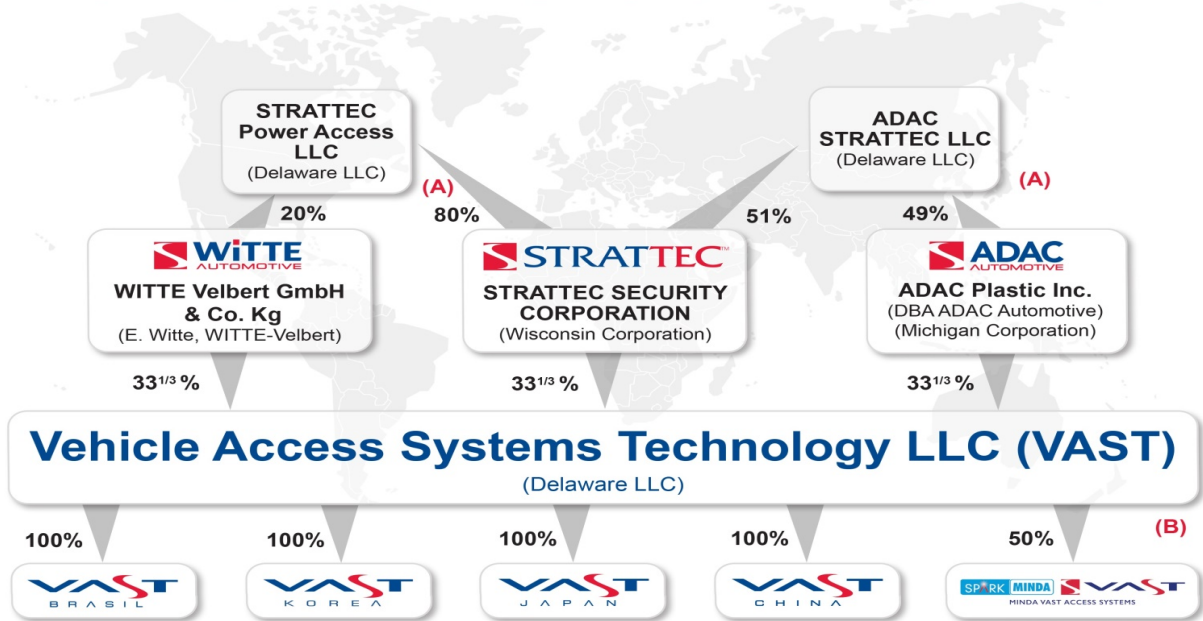 STRATTEC
Power Access
LLC
(Delaware LLC)
ADAC
STRATTEC LLC
(Delaware LLC)
(A)
(A)
20%
80%
51%
49%
WiTTE
AUTOMOTIVE
WITTE Velbert GmbH
& Co. Kg
(E. Witte, WITTE-Velbert)
STRATTEC™
STRATTEC SECURITY
CORPORATION
(Wisconsin Corporation)
ADAC
AUTOMOTIVE
ADAC Plastic Inc.
(DBA ADAC Automotive)
(Michigan Corporation)
33 1/3 %
33 1/3 %
33 1/3 %
Vehicle Access Systems Technology LLC (VAST)
(Delaware LLC)
100%
100%
100%
100%
50%
(B)
VAST
BRASIL
VAST
KOREA
VAST
JAPAN
VAST
CHINA
SPARK MINDA VAST
MINDA VAST ACCESS SYSTEMS